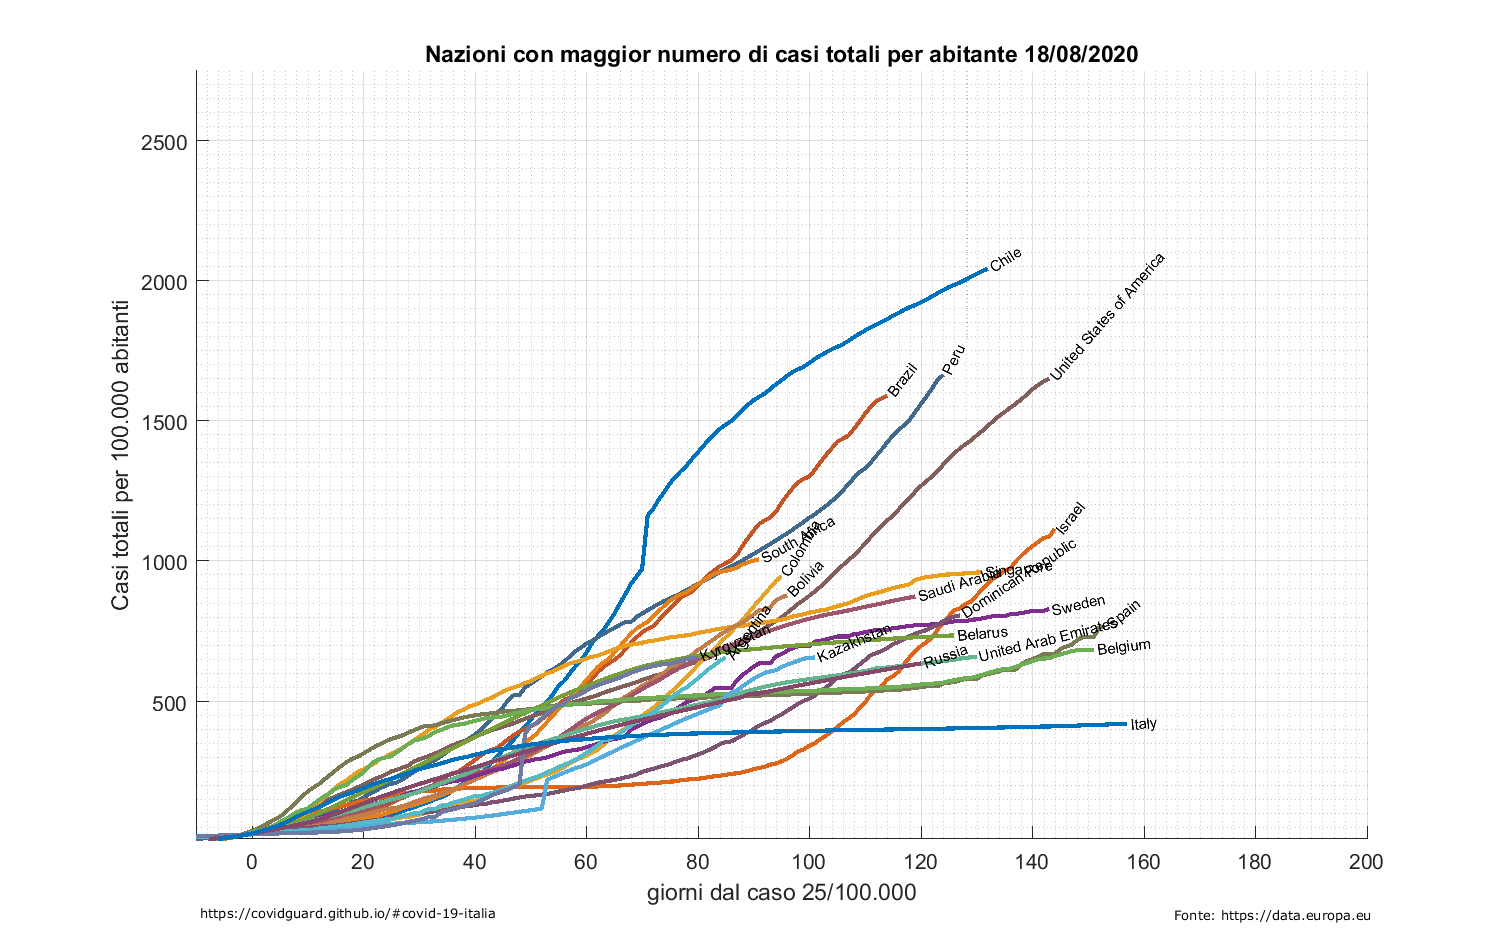 Nazioni con maggior numero di casi totali per abitante 18/08/2020
Casi totali per 100.000 abitanti
2500
2000
1500
1000
500
Chile
United States of America
Peru
Brazil
Israel
South Africa
Colombia
Bolivia
Singapore
Saudi Arabia
Dominican Republic
Sweden
Spain
Argentina
Kyrgyzstan
Kazakhstan
Belarus
United Arab Emirates
Russia
Belgium
Italy
0 20 40 60 80 100 120 140 160 180 200
giorni dal caso 25/100.000
https://covidguard.github.io/#covid-19-italia
Fonte: https://data.europa.eu